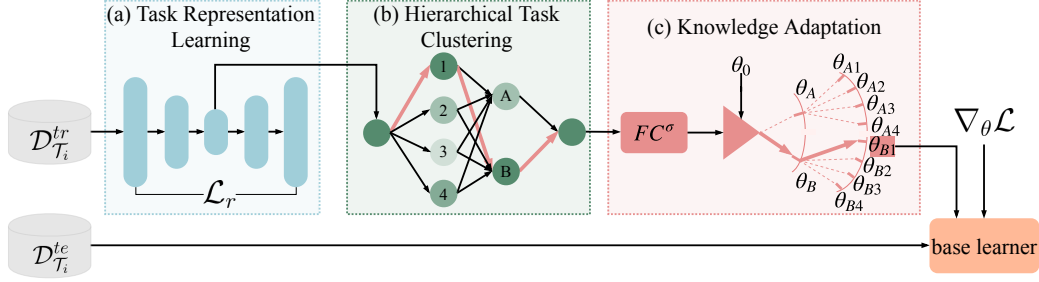 (a) Task Representation
Learning
(b) Hierarchical Task
Clustering
(c) Knowledge Adaptation
𝒟^{tr}_{𝒯_i}
ℒ_r
1
2
3
4
A
B
FC^σ
θ_0
θ_A
θ_B
θ_{A1}
θ_{A2}
θ_{A3}
θ_{A4}
θ_{B1}
θ_{B2}
θ_{B3}
θ_{B4}
∇_θ ℒ
𝒟^{te}_{𝒯_i}
base learner